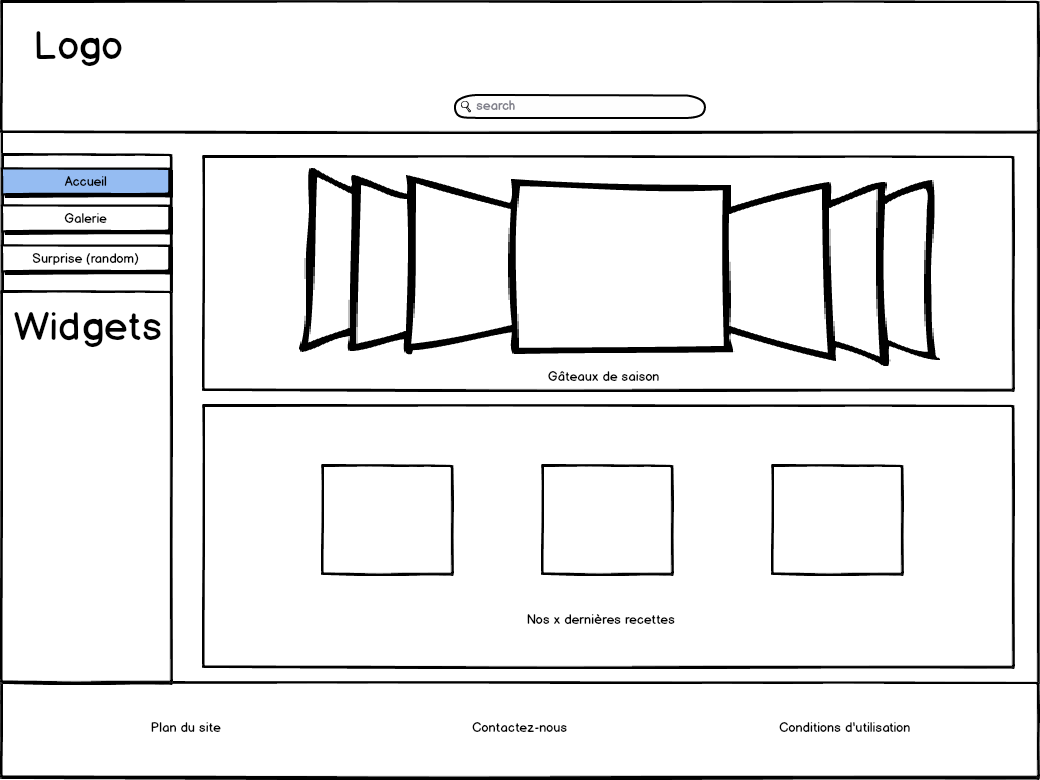 Logo
search
Accueil
Galerie
Surprise (random)
Widgets
Gâteaux de saison
Nos x dernières recettes
Plan du site
Contactez-nous
Conditions d'utilisation